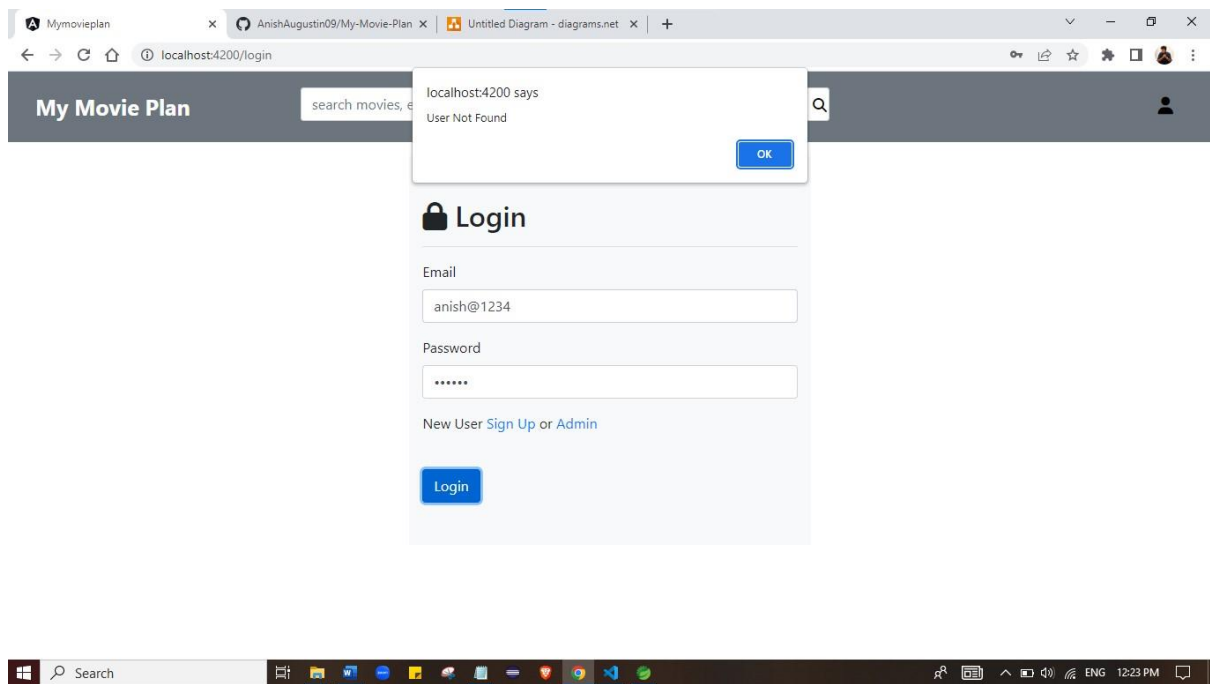 Mymovieplan
AnishAugustin09/My-Movie-Plan
Untitled Diagram - diagrams.net
localhost:4200/login
My Movie Plan
search movies, e
localhost:4200 says
User Not Found
OK
Login
Email
anish@1234
Password
••••••
New User Sign Up or Admin
Login
Search
ENG 12:23 PM